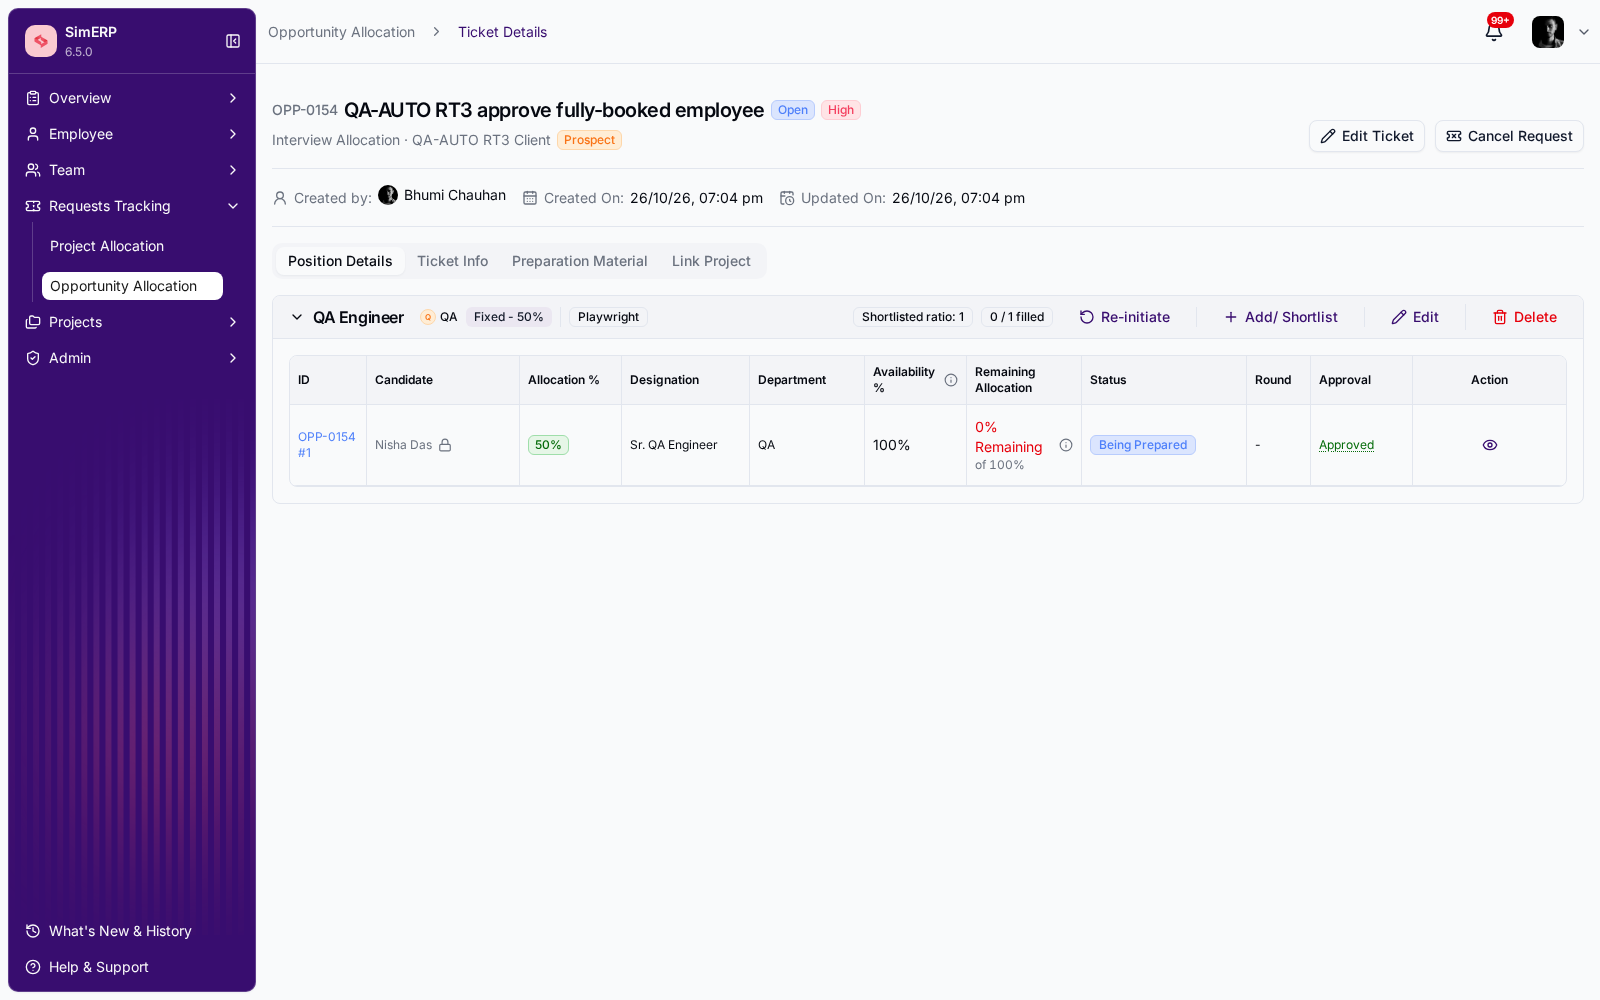 SimERP
6.5.0
Overview
Employee
Team
Requests Tracking
Project Allocation
Opportunity Allocation
Projects
Admin
What's New & History
Help & Support
Opportunity Allocation > Ticket Details
99+
OPP-0154 QA-AUTO RT3 approve fully-booked employee Open High
Interview Allocation · QA-AUTO RT3 Client Prospect
Edit Ticket Cancel Request
Created by: Bhumi Chauhan Created On: 26/10/26, 07:04 pm Updated On: 26/10/26, 07:04 pm
Position Details Ticket Info Preparation Material Link Project
QA Engineer Q QA Fixed - 50% Playwright Shortlisted ratio: 1 0 / 1 filled Re-initiate Add/ Shortlist Edit Delete
ID Candidate Allocation % Designation Department Availability % Remaining Allocation Status Round Approval Action
OPP-0154 #1 Nisha Das 50% Sr. QA Engineer QA 100% 0% Remaining of 100% Being Prepared - Approved